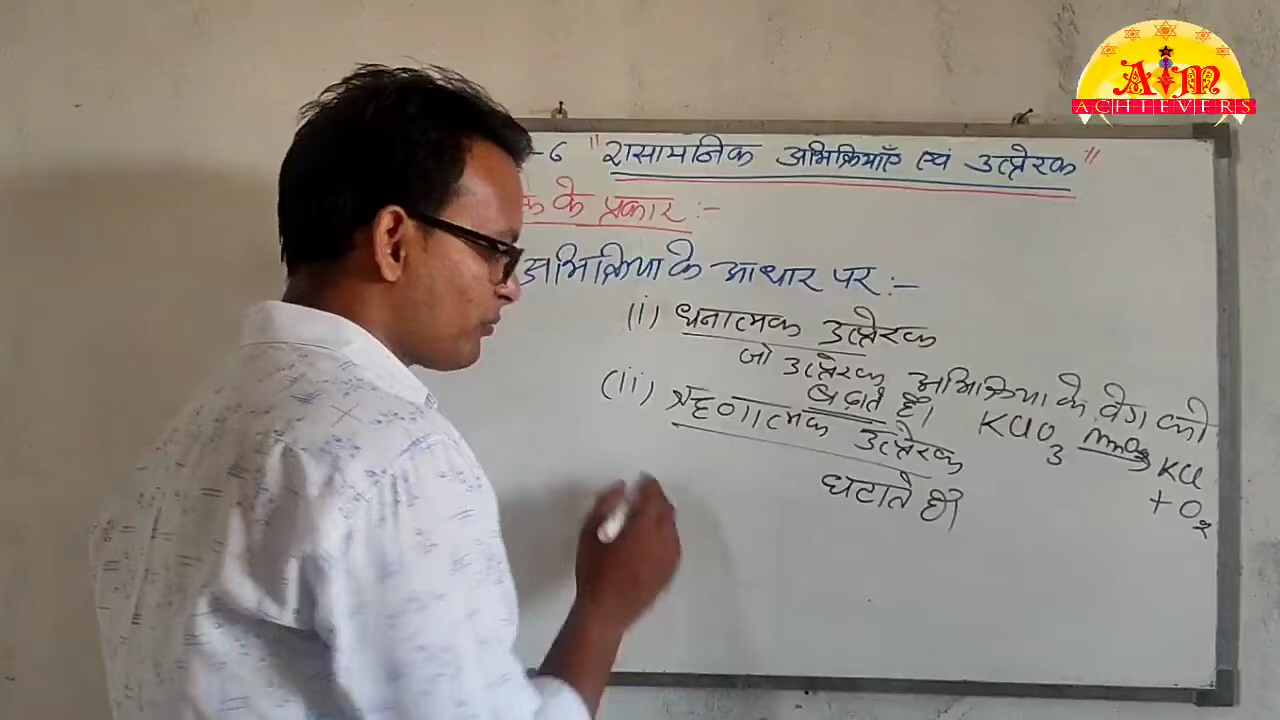 AIM
ACHIEVERS
-6 "रासायनिक अभिक्रियाएँ एवं उत्प्रेरक"
के प्रकार :-
अभिक्रिया के आधार पर :-
(i) धनात्मक उत्प्रेरक
जो उत्प्रेरक अभिक्रिया के वेग को
बढ़ाते हैं।
(ii) ऋणात्मक उत्प्रेरक
घटाते हैं।
KClO3 MnO2 KCl
+ O2